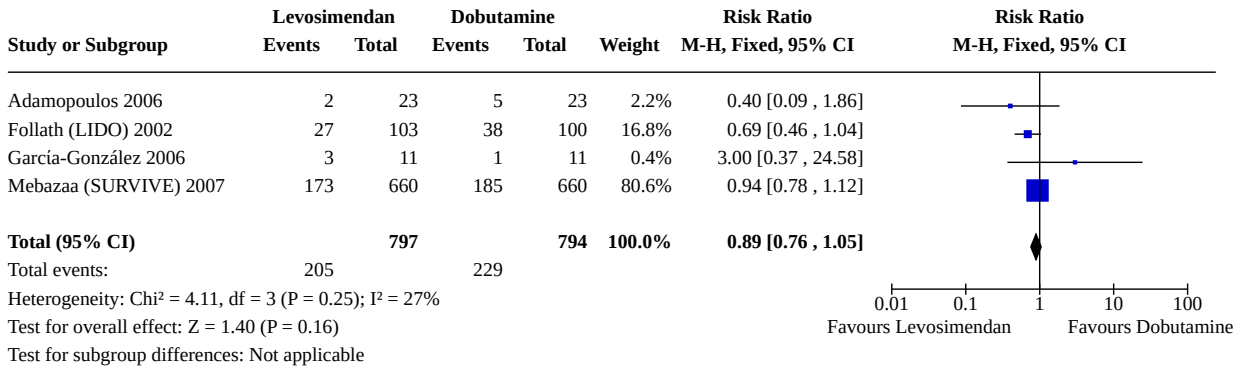 Levosimendan Dobutamine Risk Ratio Risk Ratio
Study or Subgroup Events Total Events Total Weight M-H, Fixed, 95% CI M-H, Fixed, 95% CI
Adamopoulos 2006 2 23 5 23 2.2% 0.40 [0.09 , 1.86]
Follath (LIDO) 2002 27 103 38 100 16.8% 0.69 [0.46 , 1.04]
García-González 2006 3 11 1 11 0.4% 3.00 [0.37 , 24.58]
Mebazaa (SURVIVE) 2007 173 660 185 660 80.6% 0.94 [0.78 , 1.12]
Total (95% CI) 797 794 100.0% 0.89 [0.76 , 1.05]
Total events: 205 229
Heterogeneity: Chi² = 4.11, df = 3 (P = 0.25); I² = 27%
Test for overall effect: Z = 1.40 (P = 0.16)
Test for subgroup differences: Not applicable
0.01 0.1 1 10 100
Favours Levosimendan Favours Dobutamine